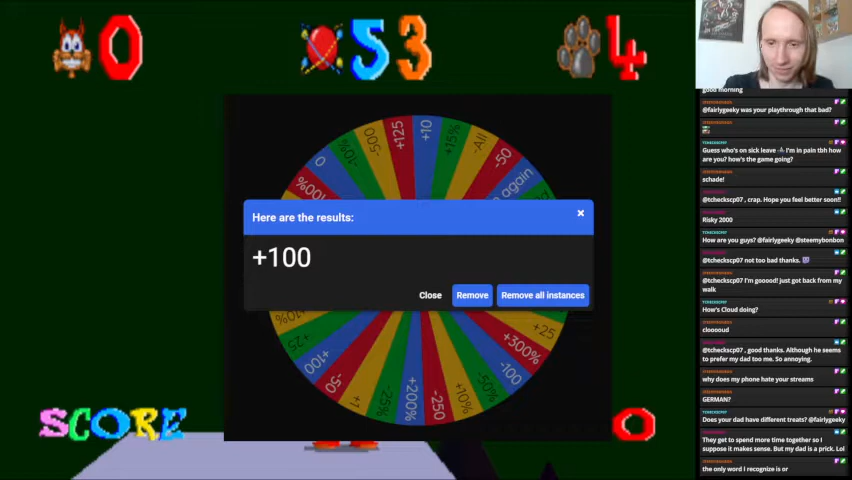 0
53
4
0
-10%
-500
+125
+10
+15%
-All
-50
again
%001
Here are the results:
+100
Close
Remove
Remove all instances
+10%
+25
+25%
+300%
+100
-100
-50
-50%
+1
+10%
-25%
+200%
-250
SCORE
0
good morning
@fairlygeeky was your playthrough that bad?
Guess who's on sick leave I'm in pain tbh how
are you? how's the game going?
schade!
@tcheckscp07 , crap. Hope you feel better soon!!
Risky 2000
How are you guys? @fairlygeeky @steemybonbon
@tcheckscp07 not too bad thanks.
@tcheckscp07 I'm gooood! just got back from my
walk
How's Cloud doing?
clooooud
@tcheckscp07, good thanks. Although he seems
to prefer my dad too me. So annoying.
why does my phone hate your streams
GERMAN?
Does your dad have different treats? @fairlygeeky
They get to spend more time together so I
suppose it makes sense. But my dad is a prick. Lol
the only word I recognize is or